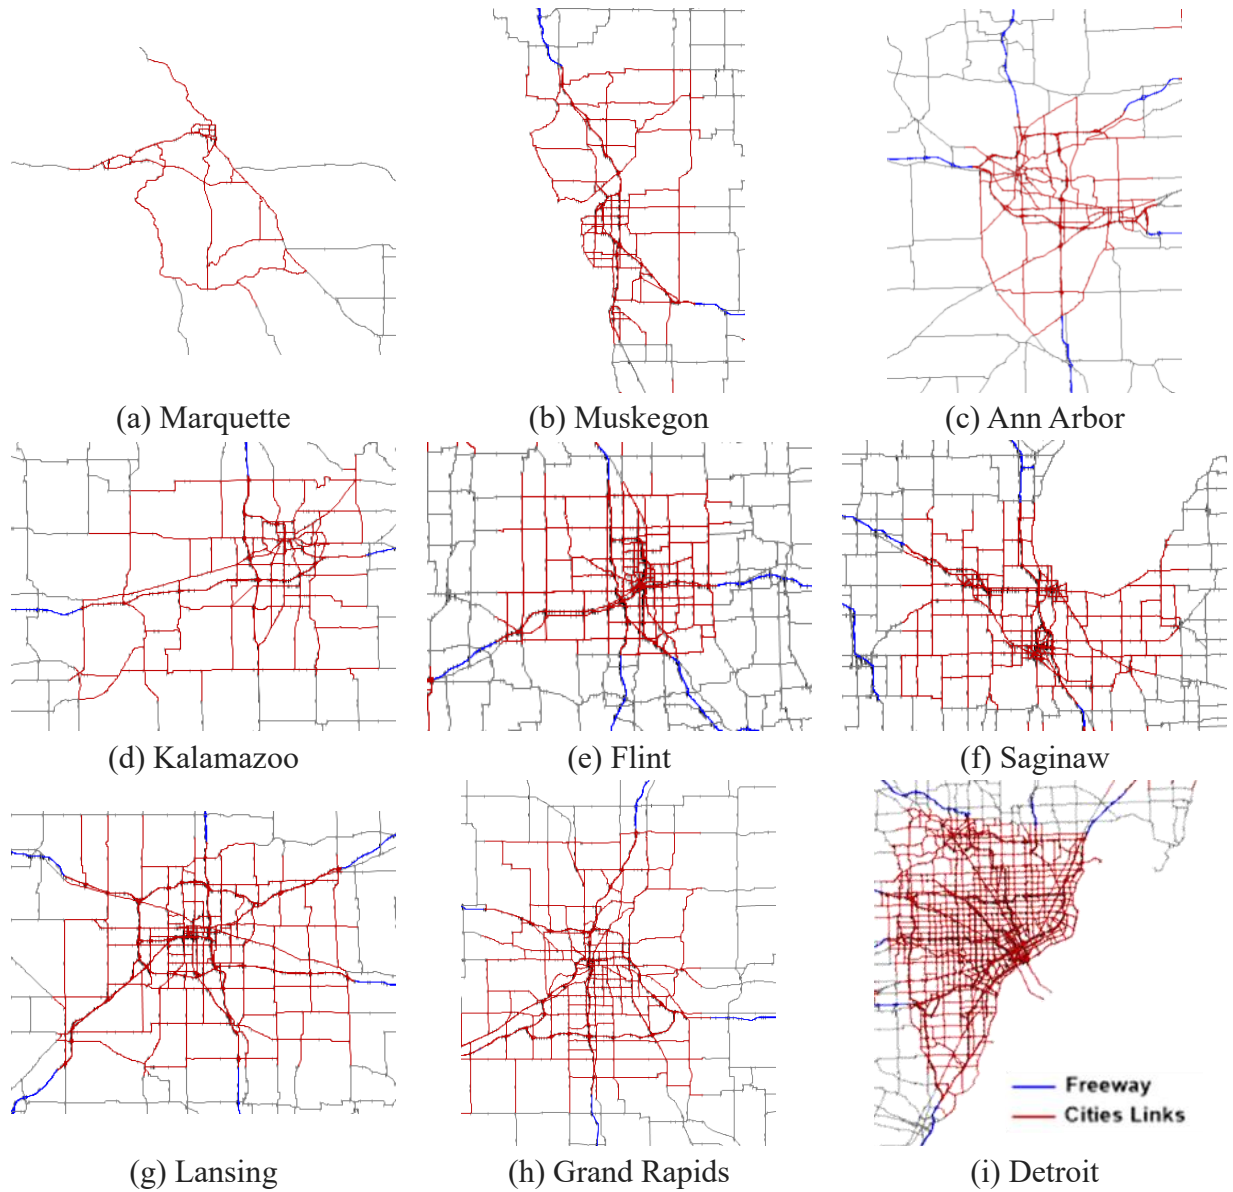 (a) Marquette
(b) Muskegon
(c) Ann Arbor
(d) Kalamazoo
(e) Flint
(f) Saginaw
Freeway
Cities Links
(g) Lansing
(h) Grand Rapids
(i) Detroit